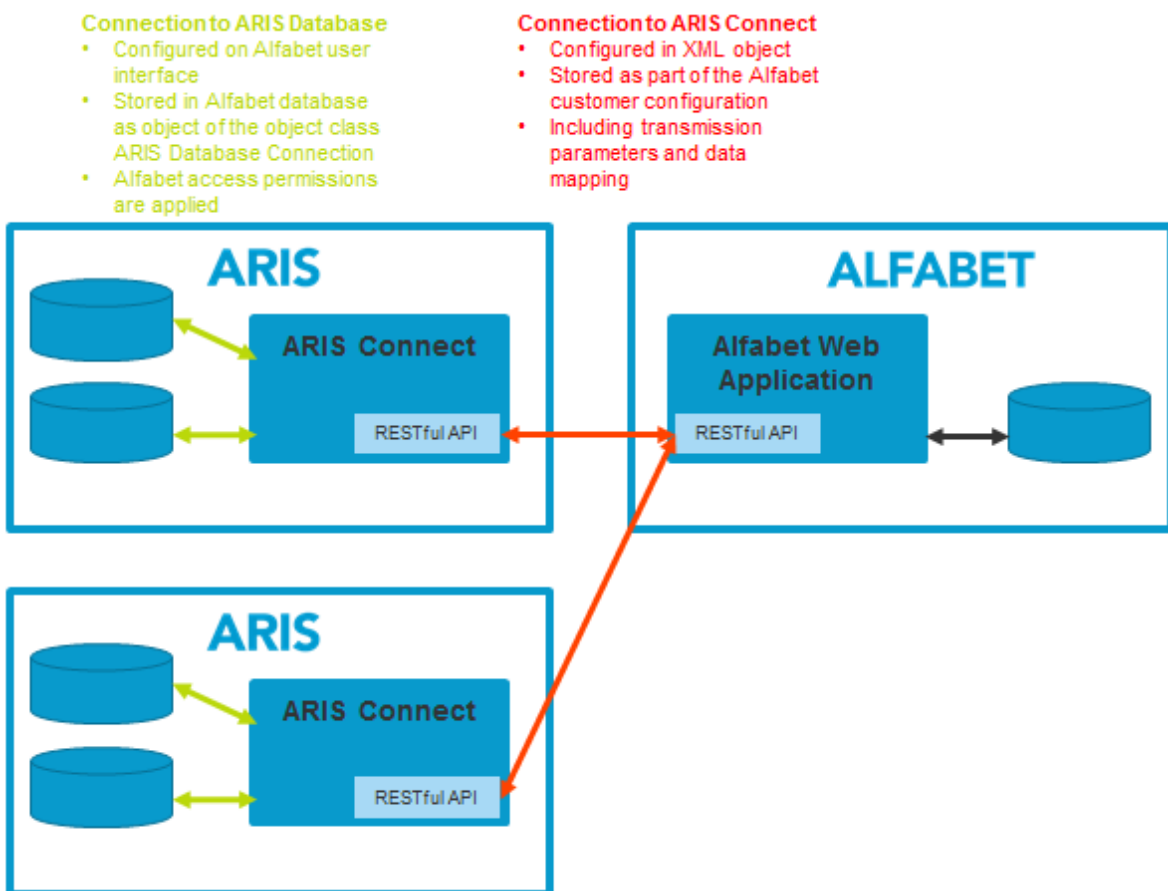 Connection to ARIS Database
• Configured on Alfabet user
interface
• Stored in Alfabet database
as object of the object class
ARIS Database Connection
• Alfabet access permissions
are applied
Connection to ARIS Connect
• Configured in XML object
• Stored as part of the Alfabet
customer configuration
• Including transmission
parameters and data
mapping
ARIS
ARIS Connect
RESTful API
ALFABET
Alfabet Web
Application
RESTful API
ARIS
ARIS Connect
RESTful API